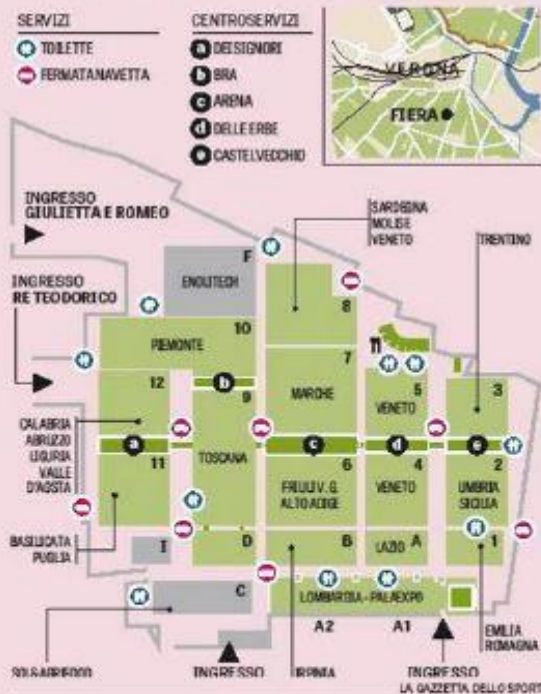 SERVIZI
TOILETTE
FERMATA NAVETTA
CENTROSERVIZI
a DEI SIGNORI
b BRA
c ARENA
d DELLE ERBE
e CASTELVECCHIO
VERONA
FIERA
INGRESSO
GIULIETTA E ROMEO
INGRESSO
RE TEODORICO
SARDEGNA
MOLISE
VENETO
TRENTINO
F
ENOLITECH
8
10
PIEMONTE
7
MARCHE
12
b
9
5
VENETO
3
CALABRIA
ABRUZZO
LIGURIA
VALLE
D'AOSTA
a
c
d
e
11
TOSCANA
6
FRIULI V. G.
ALTO ADIGE
4
VENETO
2
UMBRIA
SICILIA
BASILICATA
PUGLIA
I
D
B
LAZIO A
1
C
LOMBARDIA - PALAEXPO
A2
A1
EMILIA
ROMAGNA
SOL&AGRIFOOD
INGRESSO
IRPINIA
INGRESSO
LA GAZZETTA DELLO SPORT